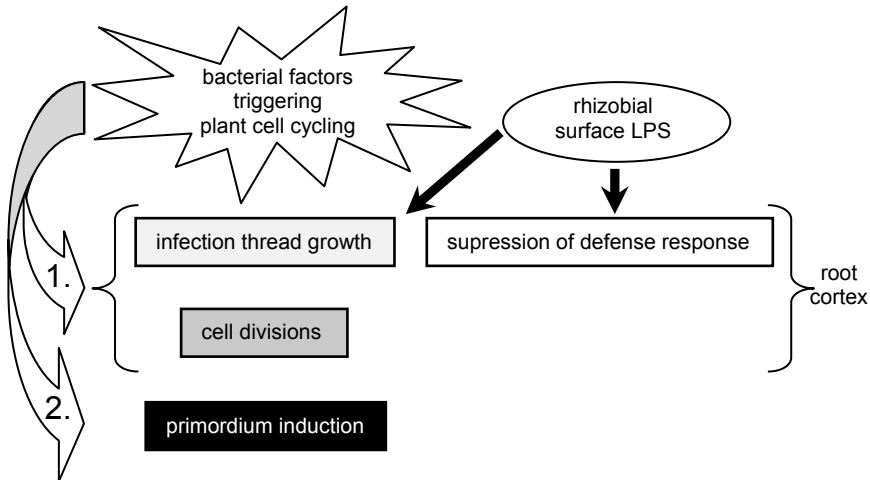 bacterial factors
triggering
plant cell cycling
rhizobial
surface LPS
infection thread growth
supression of defense response
1.
root
cortex
cell divisions
2.
primordium induction